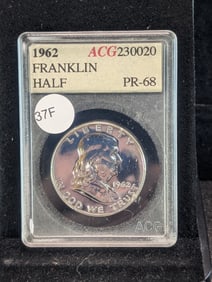 1962 ACG230020
FRANKLIN
HALF PR-68
37F
LIBERTY
1962
IN GOD WE TRUST
ACG